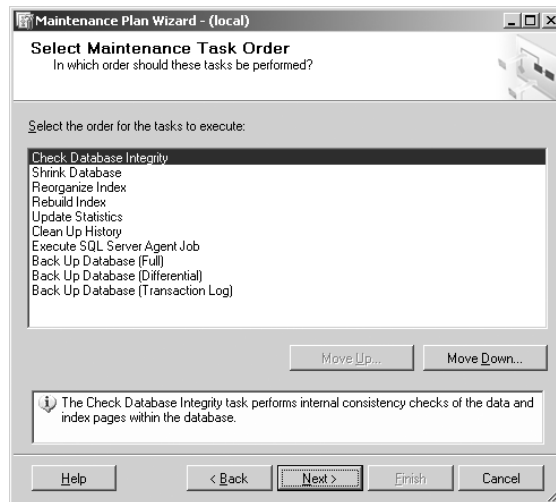 Maintenance Plan Wizard - (local)
Select Maintenance Task Order
In which order should these tasks be performed?
Select the order for the tasks to execute:
Check Database Integrity
Shrink Database
Reorganize Index
Rebuild Index
Update Statistics
Clean Up History
Execute SQL Server Agent Job
Back Up Database (Full)
Back Up Database (Differential)
Back Up Database (Transaction Log)
Move Up... Move Down...
The Check Database Integrity task performs internal consistency checks of the data and
index pages within the database.
Help < Back Next > Finish Cancel